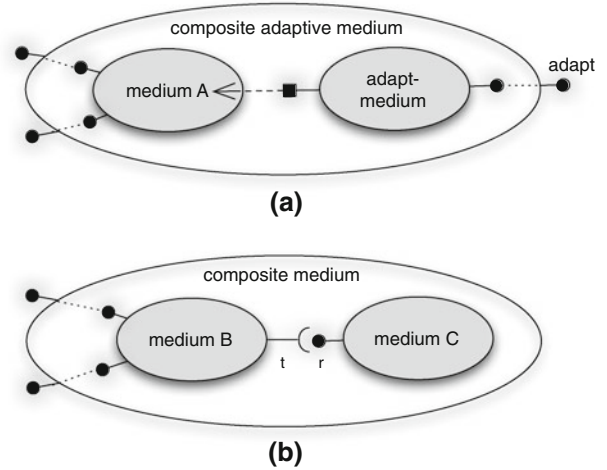 composite adaptive medium
adapt
medium A
adapt-
medium
(a)
composite medium
medium B
medium C
t
r
(b)